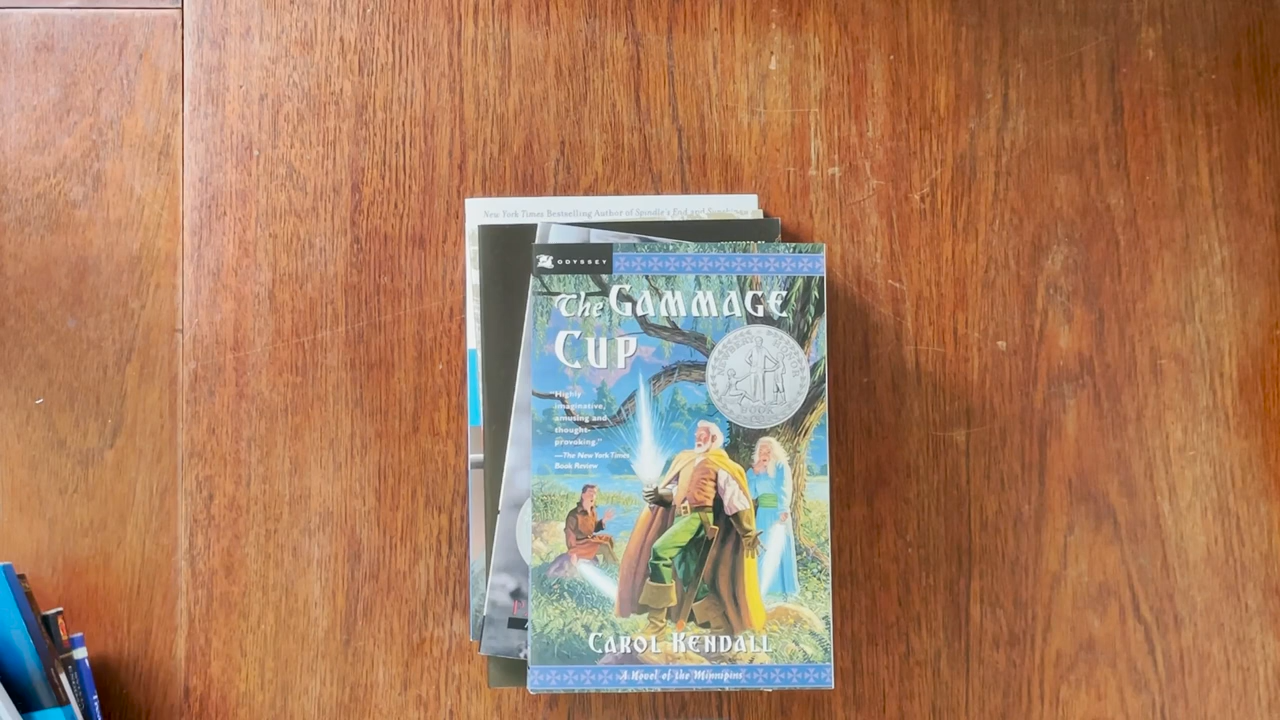 New York Times Bestselling Author of Spindle's End and Sunshine
ODYSSEY
The GAMMAGE
CUP
NEWBERY HONOR
BOOK
"Highly
imaginative,
amusing and
thought-
provoking."
—The New York Times
Book Review
CAROL KENDALL
A Novel of the Minnipins